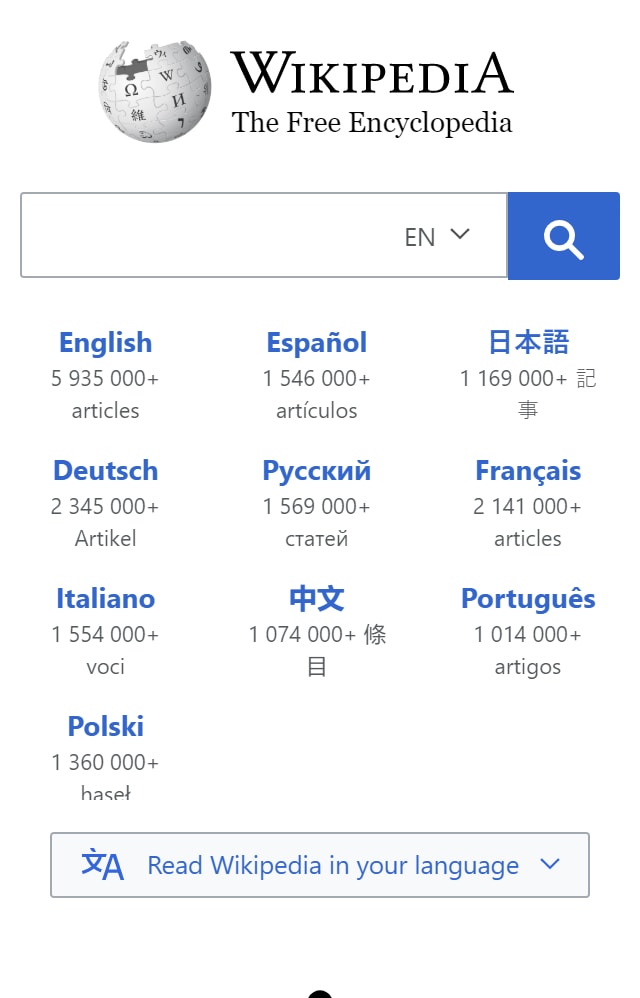 WIKIPEDIA
The Free Encyclopedia
EN
English
5 935 000+
articles
Español
1 546 000+
artículos
日本語
1 169 000+ 記
事
Deutsch
2 345 000+
Artikel
Русский
1 569 000+
статей
Français
2 141 000+
articles
Italiano
1 554 000+
voci
中文
1 074 000+ 條
目
Português
1 014 000+
artigos
Polski
1 360 000+
haseł
Read Wikipedia in your language